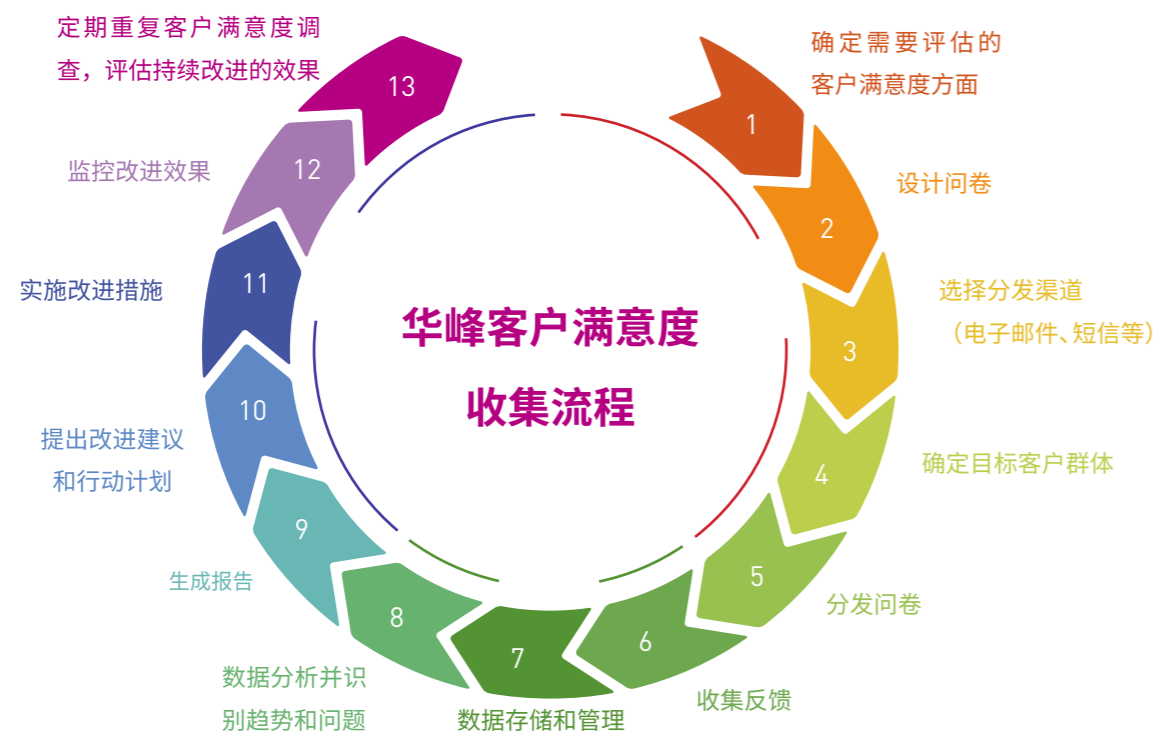 华峰客户满意度
收集流程
1
确定需要评估的
客户满意度方面
2
设计问卷
3
选择分发渠道
（电子邮件、短信等）
4
确定目标客户群体
5
分发问卷
6
收集反馈
7
数据存储和管理
8
数据分析并识
别趋势和问题
9
生成报告
10
提出改进建议
和行动计划
11
实施改进措施
12
监控改进效果
13
定期重复客户满意度调
查，评估持续改进的效果